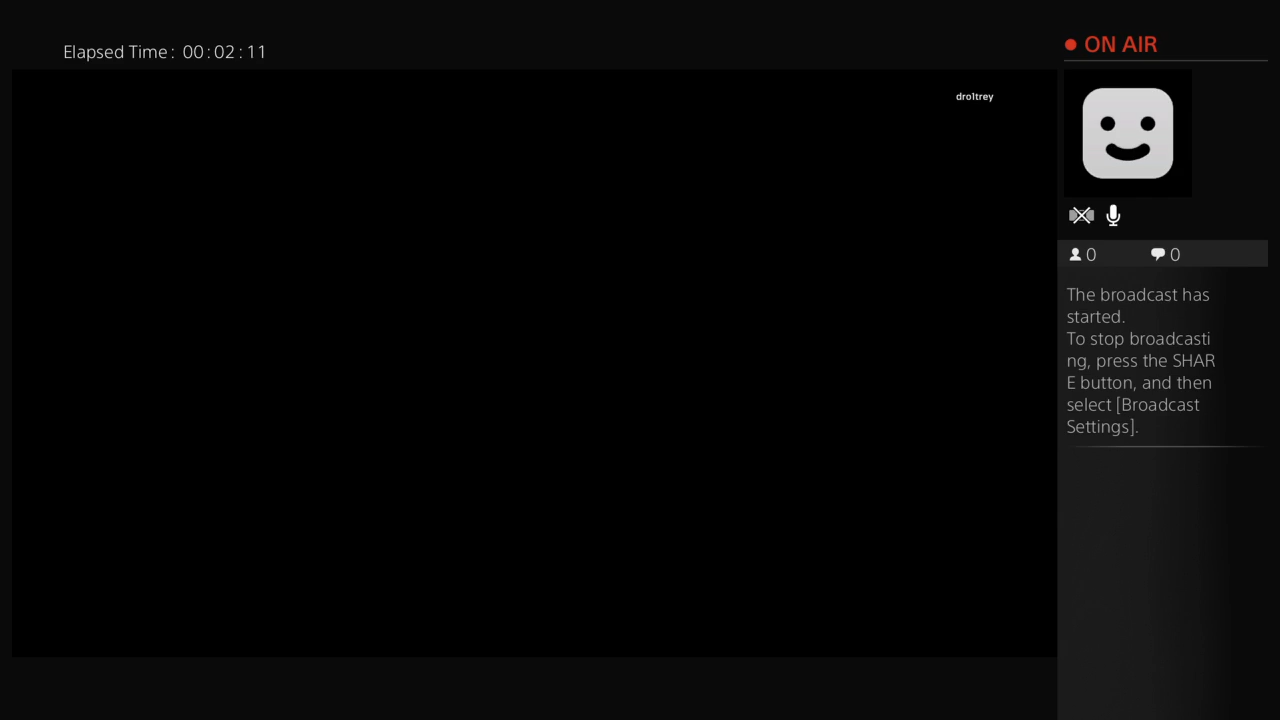 Elapsed Time: 00:02:11
ON AIR
dro1trey
0 0
The broadcast has
started.
To stop broadcasti
ng, press the SHAR
E button, and then
select [Broadcast
Settings].